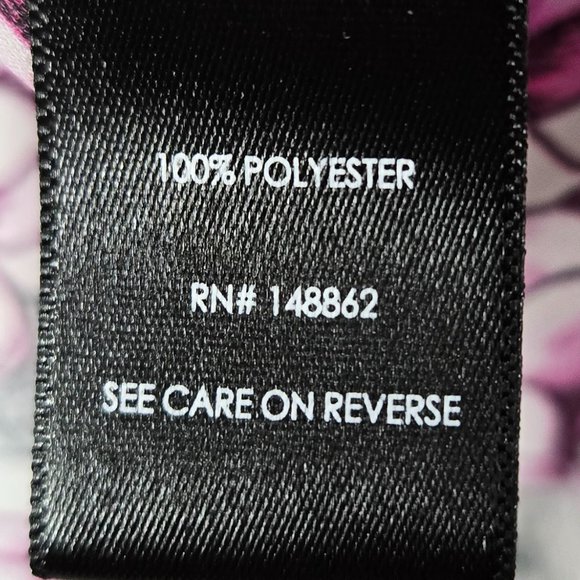 100% POLYESTER
RN# 148862
SEE CARE ON REVERSE